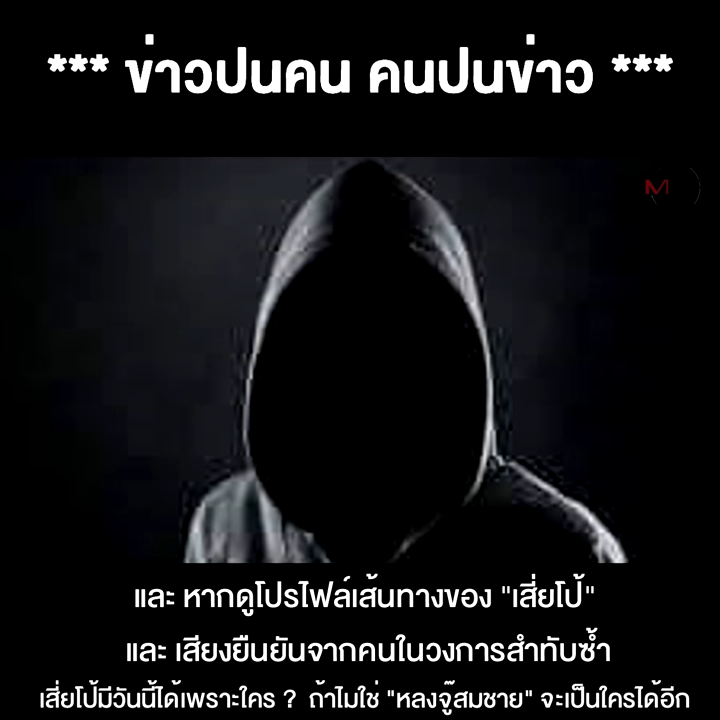 *** ข่าวปนคน คนปนข่าว ***
M
และ หากดูโปรไฟล์เส้นทางของ "เสี่ยโป้"
และ เสียงยืนยันจากคนในวงการสำทับซ้ำ
เสี่ยโป้มีวันนี้ได้เพราะใคร ? ถ้าไม่ใช่ "หลงจู๊สมชาย" จะเป็นใครได้อีก